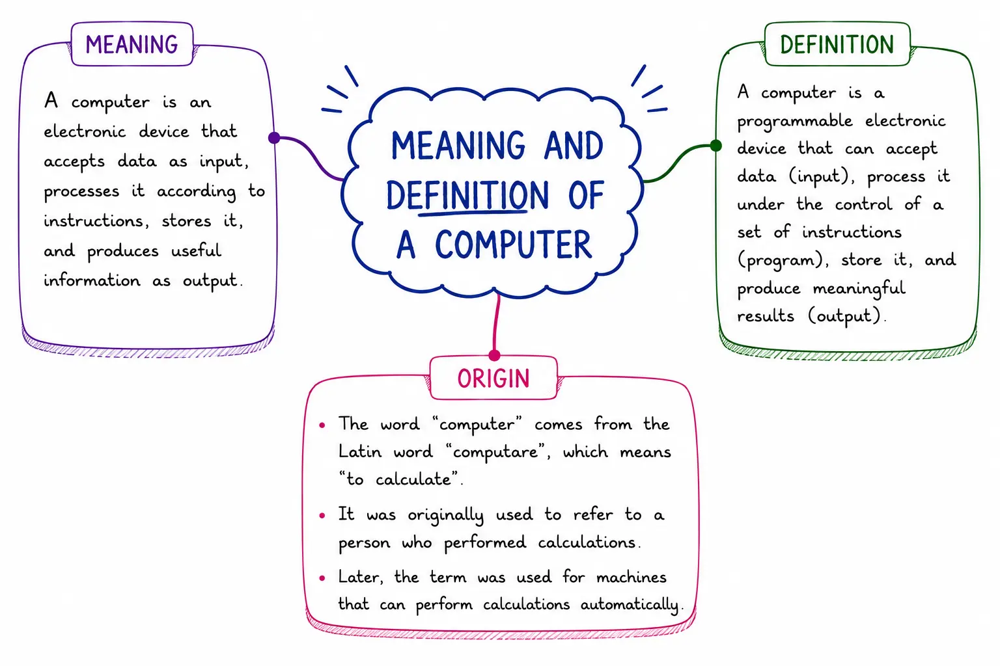 MEANING AND
DEFINITION OF
A COMPUTER
MEANING
A computer is an
electronic device that
accepts data as input,
processes it according to
instructions, stores it,
and produces useful
information as output.
DEFINITION
A computer is a
programmable electronic
device that can accept
data (input), process it
under the control of a
set of instructions
(program), store it, and
produce meaningful
results (output).
ORIGIN
• The word “computer” comes from the
Latin word “computare”, which means
“to calculate”.
• It was originally used to refer to a
person who performed calculations.
• Later, the term was used for machines
that can perform calculations automatically.